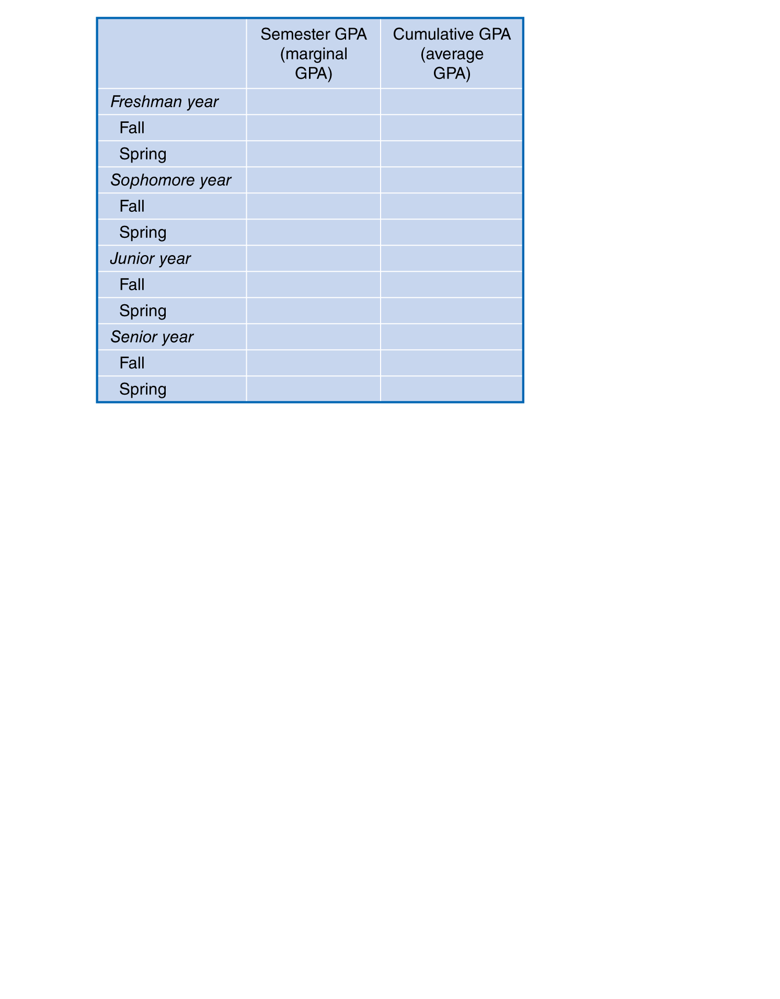 Semester GPA
(marginal
GPA)
Cumulative GPA
(average
GPA)
Freshman year
Fall
Spring
Sophomore year
Fall
Spring
Junior year
Fall
Spring
Senior year
Fall
Spring